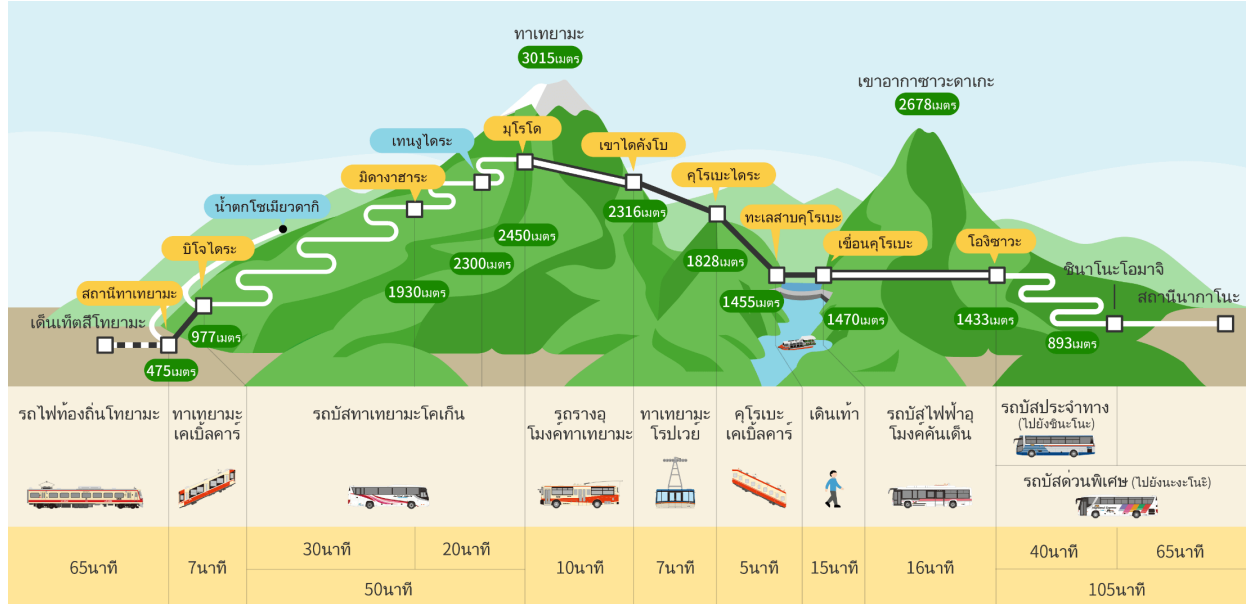 ทาเทยามะ
3015เมตร
เขาอากาซาวะดาเกะ
2678เมตร
มุโรโด
เทนงูไดระ
เขาไดคังโบ
มิดางาฮาระ
คุโรเบะไดระ
น้ำตกโชเมียวดากิ
2316เมตร
ทะเลสาบคุโรเบะ
2450เมตร
เขื่อนคุโรเบะ
โองิซาวะ
บิโจไดระ
1828เมตร
2300เมตร
ชินาโนะโอมาจิ
สถานีทาเทยามะ
1930เมตร
สถานีนากาโนะ
1455เมตร
เด็นเท็ตสึโทยามะ
1470เมตร
1433เมตร
977เมตร
893เมตร
475เมตร
รถไฟท้องถิ่นโทยามะ
ทาเทยามะ
เคเบิ้ลคาร์
รถบัสทาเทยามะโคเก็น
รถรางอุ
โมงค์ทาเทยามะ
ทาเทยามะ
โรปเวย์
คุโรเบะ
เคเบิ้ลคาร์
เดินเท้า
รถบัสไฟฟ้าอุ
โมงค์คันเด็น
รถบัสประจำทาง
(ไปยังชินะโนะ)
รถบัสด่วนพิเศษ (ไปยังนะงะโนะ)
65นาที
7นาที
30นาที
20นาที
50นาที
10นาที
7นาที
5นาที
15นาที
16นาที
40นาที
65นาที
105นาที